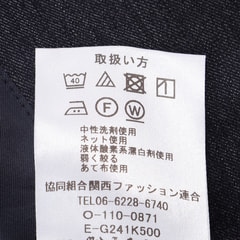 取扱い方
40
F W
中性洗剤使用
ネット使用
液体酸素系漂白剤使用
弱く絞る
あて布使用
協同組合関西ファッション連合
TEL06-6228-6740
O-110-0871
E-G241K500